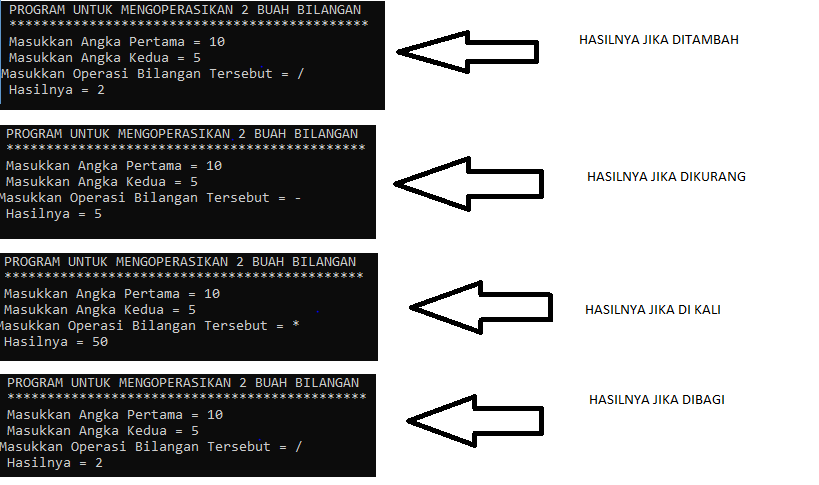 PROGRAM UNTUK MENGOPERASIKAN 2 BUAH BILANGAN
*********************************************
Masukkan Angka Pertama = 10
Masukkan Angka Kedua = 5
Masukkan Operasi Bilangan Tersebut = /
Hasilnya = 2
HASILNYA JIKA DITAMBAH
PROGRAM UNTUK MENGOPERASIKAN 2 BUAH BILANGAN
*********************************************
Masukkan Angka Pertama = 10
Masukkan Angka Kedua = 5
Masukkan Operasi Bilangan Tersebut = -
Hasilnya = 5
HASILNYA JIKA DIKURANG
PROGRAM UNTUK MENGOPERASIKAN 2 BUAH BILANGAN
*********************************************
Masukkan Angka Pertama = 10
Masukkan Angka Kedua = 5
Masukkan Operasi Bilangan Tersebut = *
Hasilnya = 50
HASILNYA JIKA DI KALI
PROGRAM UNTUK MENGOPERASIKAN 2 BUAH BILANGAN
*********************************************
Masukkan Angka Pertama = 10
Masukkan Angka Kedua = 5
Masukkan Operasi Bilangan Tersebut = /
Hasilnya = 2
HASILNYA JIKA DIBAGI